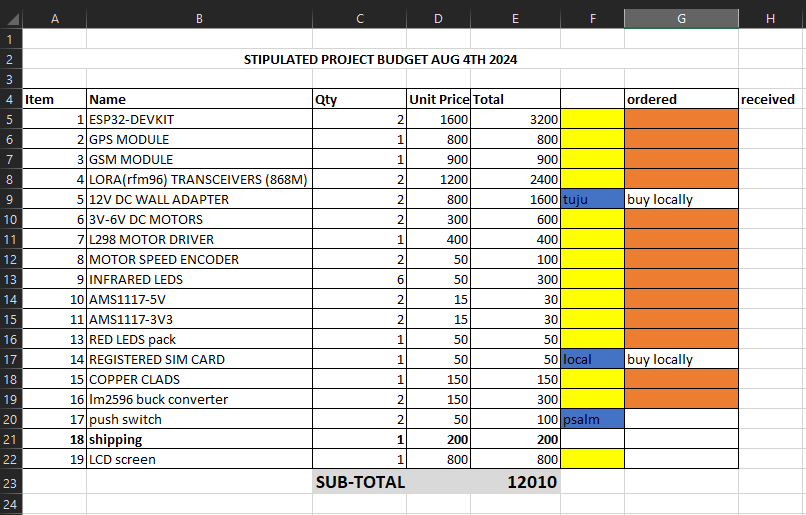 A B C D E F G H
1
2 STIPULATED PROJECT BUDGET AUG 4TH 2024
3
4 Item Name Qty Unit Price Total ordered received
5 1 ESP32-DEVKIT 2 1600 3200
6 2 GPS MODULE 1 800 800
7 3 GSM MODULE 1 900 900
8 4 LORA(rfm96) TRANSCEIVERS (868M) 2 1200 2400
9 5 12V DC WALL ADAPTER 2 800 1600 tuju buy locally
10 6 3V-6V DC MOTORS 2 300 600
11 7 L298 MOTOR DRIVER 1 400 400
12 8 MOTOR SPEED ENCODER 2 50 100
13 9 INFRARED LEDS 6 50 300
14 10 AMS1117-5V 2 15 30
15 11 AMS1117-3V3 2 15 30
16 13 RED LEDS pack 1 50 50
17 14 REGISTERED SIM CARD 1 50 50 local buy locally
18 15 COPPER CLADS 1 150 150
19 16 lm2596 buck converter 2 150 300
20 17 push switch 2 50 100 psalm
21 18 shipping 1 200 200
22 19 LCD screen 1 800 800
23 SUB-TOTAL 12010
24